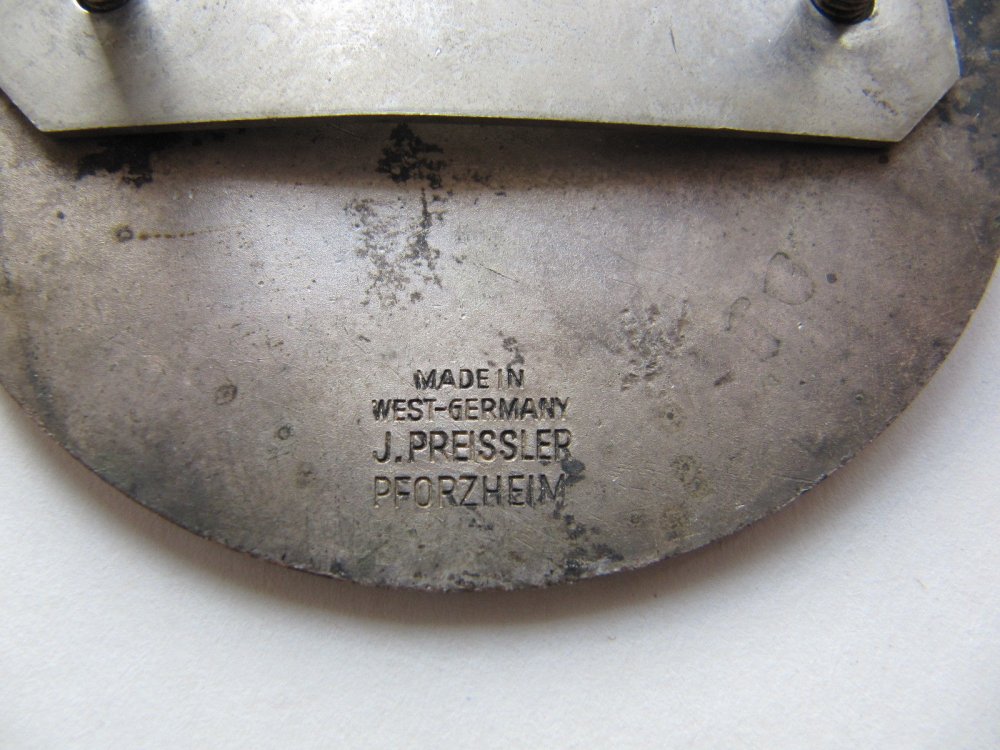 MADE IN
WEST-GERMANY
J. PREISSLER
PFORZHEIM